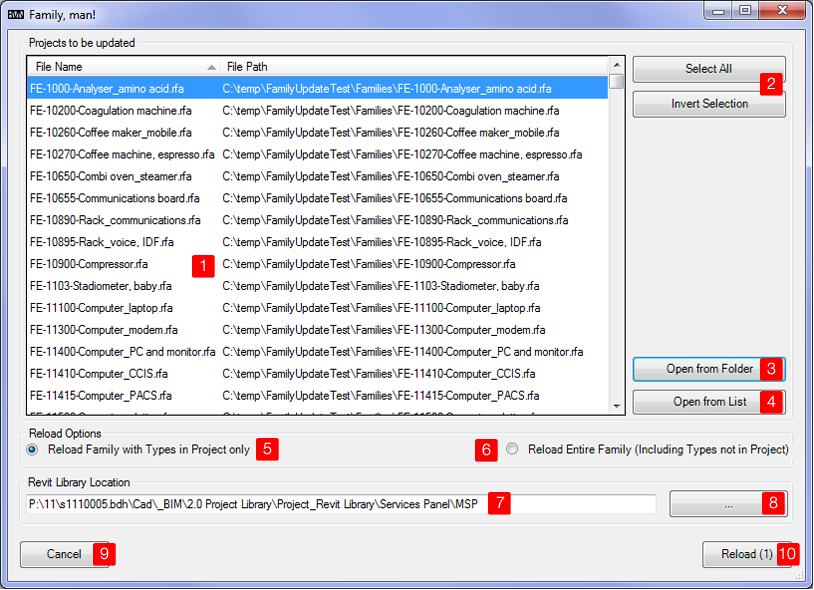 BVN Family, man!
Projects to be updated
File Name File Path
FE-1000-Analyser_amino acid.rfa C:\temp\FamilyUpdateTest\Families\FE-1000-Analyser_amino acid.rfa
FE-10200-Coagulation machine.rfa C:\temp\FamilyUpdateTest\Families\FE-10200-Coagulation machine.rfa
FE-10260-Coffee maker_mobile.rfa C:\temp\FamilyUpdateTest\Families\FE-10260-Coffee maker_mobile.rfa
FE-10270-Coffee machine, espresso.rfa C:\temp\FamilyUpdateTest\Families\FE-10270-Coffee machine, espresso.rfa
FE-10650-Combi oven_steamer.rfa C:\temp\FamilyUpdateTest\Families\FE-10650-Combi oven_steamer.rfa
FE-10655-Communications board.rfa C:\temp\FamilyUpdateTest\Families\FE-10655-Communications board.rfa
FE-10890-Rack_communications.rfa C:\temp\FamilyUpdateTest\Families\FE-10890-Rack_communications.rfa
FE-10895-Rack_voice, IDF.rfa C:\temp\FamilyUpdateTest\Families\FE-10895-Rack_voice, IDF.rfa
FE-10900-Compressor.rfa 1 C:\temp\FamilyUpdateTest\Families\FE-10900-Compressor.rfa
FE-1103-Stadiometer, baby.rfa C:\temp\FamilyUpdateTest\Families\FE-1103-Stadiometer, baby.rfa
FE-11100-Computer_laptop.rfa C:\temp\FamilyUpdateTest\Families\FE-11100-Computer_laptop.rfa
FE-11300-Computer_modem.rfa C:\temp\FamilyUpdateTest\Families\FE-11300-Computer_modem.rfa
FE-11400-Computer_PC and monitor.rfa C:\temp\FamilyUpdateTest\Families\FE-11400-Computer_PC and monitor.rfa
FE-11410-Computer_CCIS.rfa C:\temp\FamilyUpdateTest\Families\FE-11410-Computer_CCIS.rfa
FE-11415-Computer_PACS.rfa C:\temp\FamilyUpdateTest\Families\FE-11415-Computer_PACS.rfa
Select All
2
Invert Selection
Open from Folder 3
Open from List 4
Reload Options
Reload Family with Types in Project only 5
6 Reload Entire Family (Including Types not in Project)
Revit Library Location
P:\11\s1110005.bdh\Cad\_BIM\2.0 Project Library\Project_Revit Library\Services Panel\MSP 7
... 8
Cancel 9
Reload (1) 10